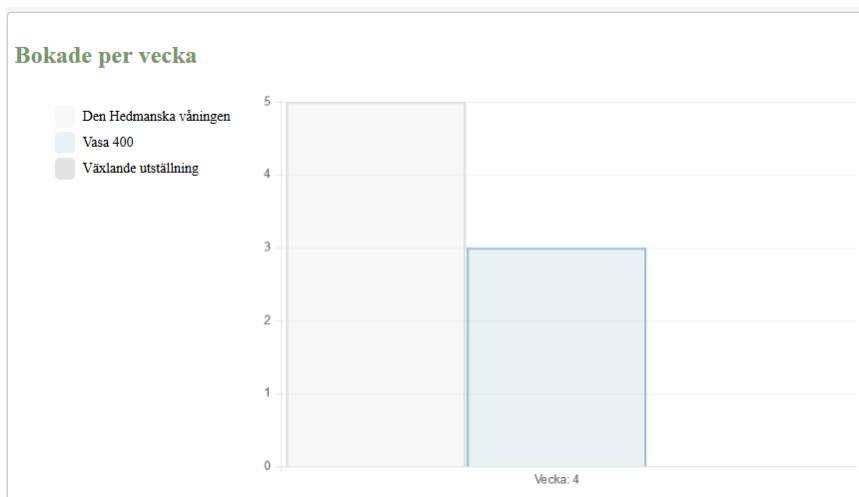 Bokade per vecka
Den Hedmanska våningen
Vasa 400
Växlande utställning
5
4
3
2
1
0
Vecka: 4